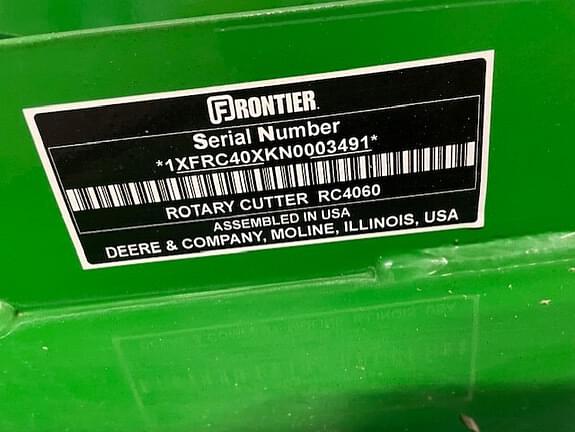 FRONTIER
Serial Number
*1XFRC40XKN0003491*
ROTARY CUTTER RC4060
ASSEMBLED IN USA
DEERE & COMPANY, MOLINE, ILLINOIS, USA